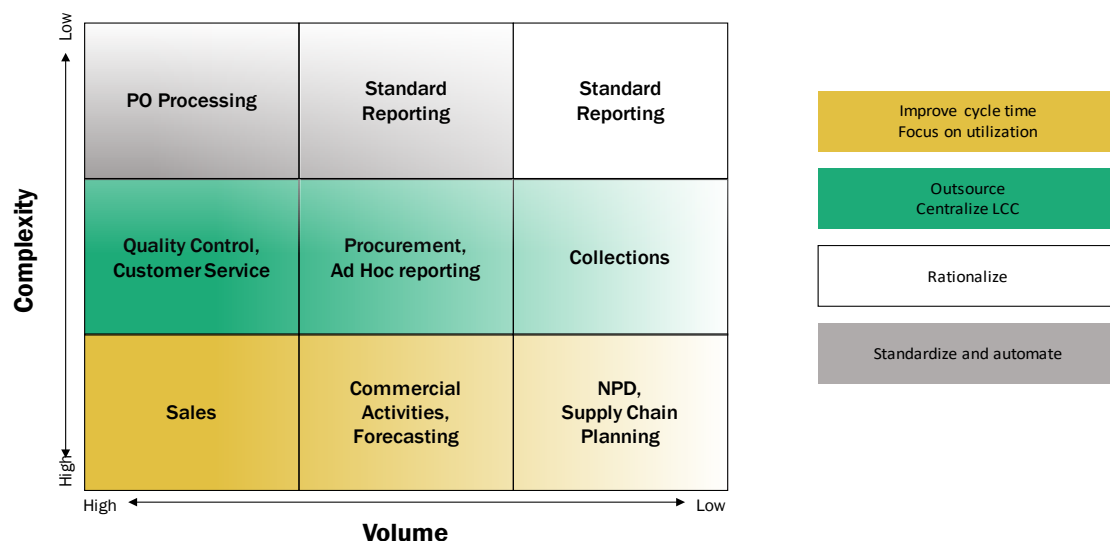 Low
Complexity
High
PO Processing
Standard
Reporting
Standard
Reporting
Quality Control,
Customer Service
Procurement,
Ad Hoc reporting
Collections
Sales
Commercial
Activities,
Forecasting
NPD,
Supply Chain
Planning
High
Low
Volume
Improve cycle time
Focus on utilization
Outsource
Centralize LCC
Rationalize
Standardize and automate